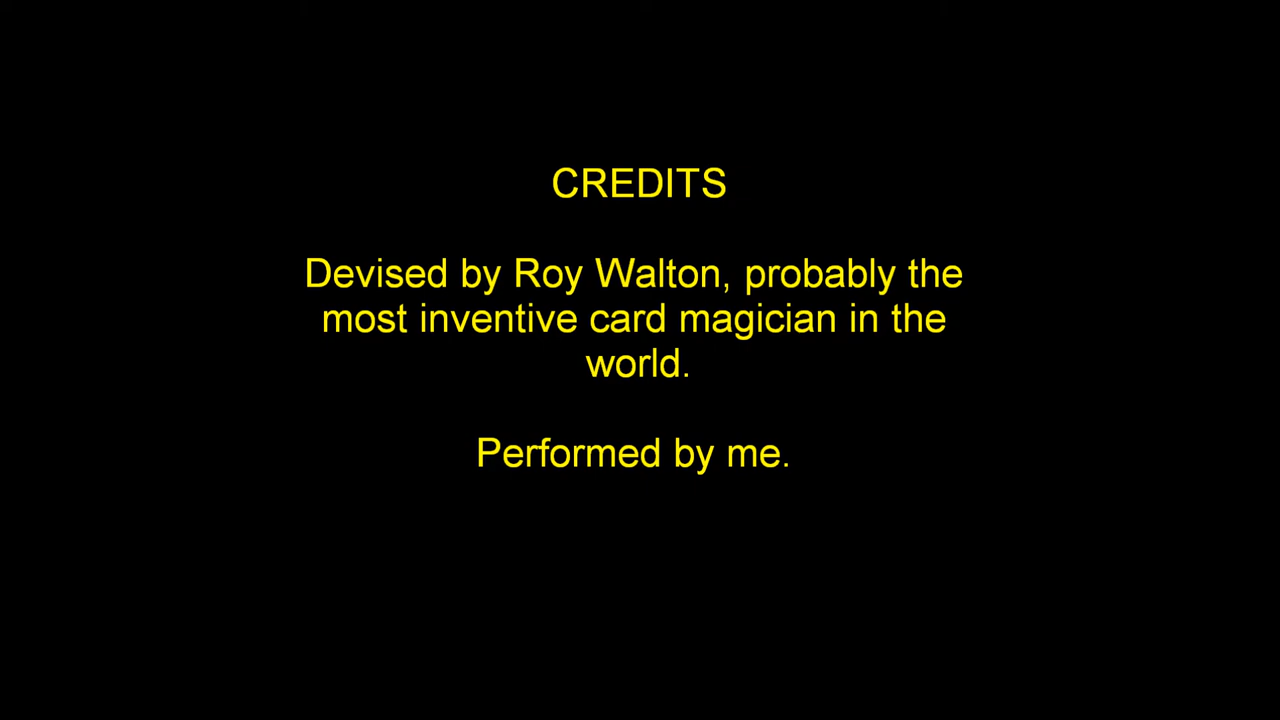 CREDITS
Devised by Roy Walton, probably the
most inventive card magician in the
world.
Performed by me.